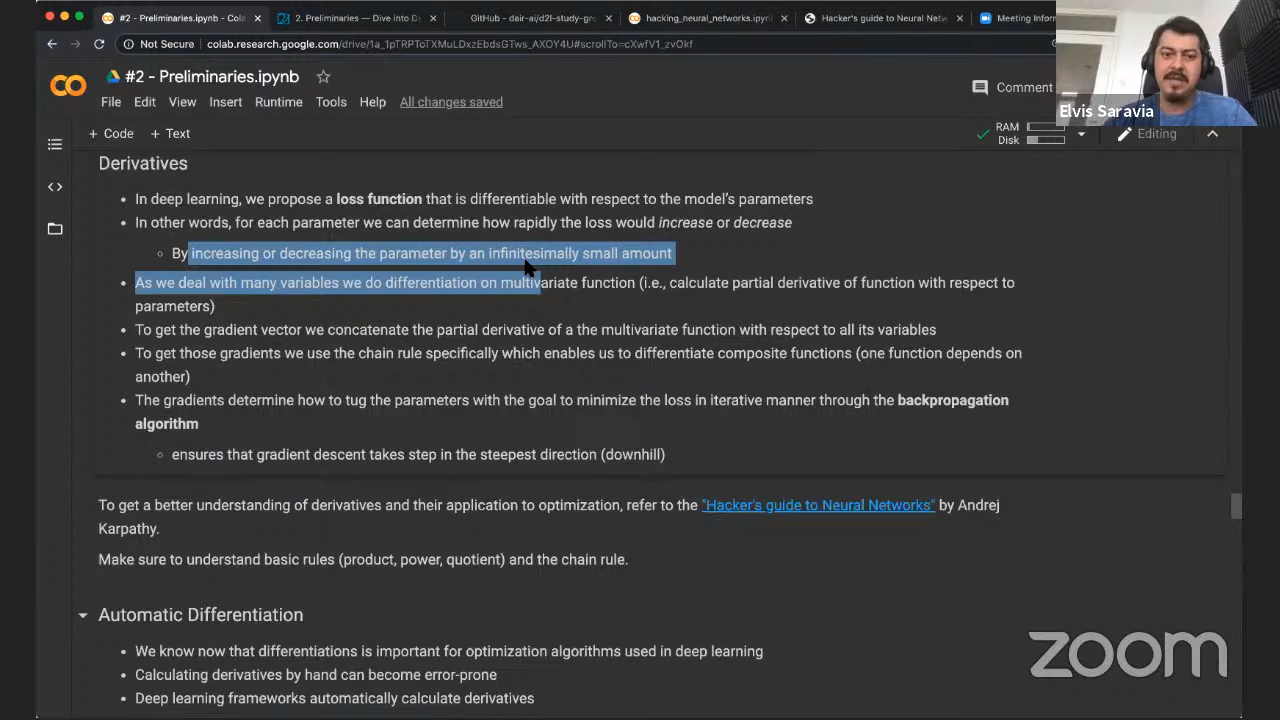 #2 - Preliminaries.ipynb - Cola
2. Preliminaries — Dive into D
GitHub - dair-ai/d2l-study-gro
hacking_neural_networks.ipynb
Hacker's guide to Neural Netw
Meeting Inform
Not Secure
colab.research.google.com/drive/1a_1pTRPToTXMuLDxzEbdsGTws_AXOY4U#scrollTo=cXwfV1_zvOkf
#2 - Preliminaries.ipynb
File Edit View Insert Runtime Tools Help All changes saved
Comment
Elvis Saravia
+ Code + Text
RAM
Disk
Editing
Derivatives
• In deep learning, we propose a loss function that is differentiable with respect to the model's parameters
• In other words, for each parameter we can determine how rapidly the loss would increase or decrease
◦ By increasing or decreasing the parameter by an infinitesimally small amount
• As we deal with many variables we do differentiation on multivariate function (i.e., calculate partial derivative of function with respect to
parameters)
• To get the gradient vector we concatenate the partial derivative of a the multivariate function with respect to all its variables
• To get those gradients we use the chain rule specifically which enables us to differentiate composite functions (one function depends on
another)
• The gradients determine how to tug the parameters with the goal to minimize the loss in iterative manner through the backpropagation
algorithm
◦ ensures that gradient descent takes step in the steepest direction (downhill)
To get a better understanding of derivatives and their application to optimization, refer to the "Hacker's guide to Neural Networks" by Andrej
Karpathy.
Make sure to understand basic rules (product, power, quotient) and the chain rule.
Automatic Differentiation
• We know now that differentiations is important for optimization algorithms used in deep learning
• Calculating derivatives by hand can become error-prone
• Deep learning frameworks automatically calculate derivatives
zoom